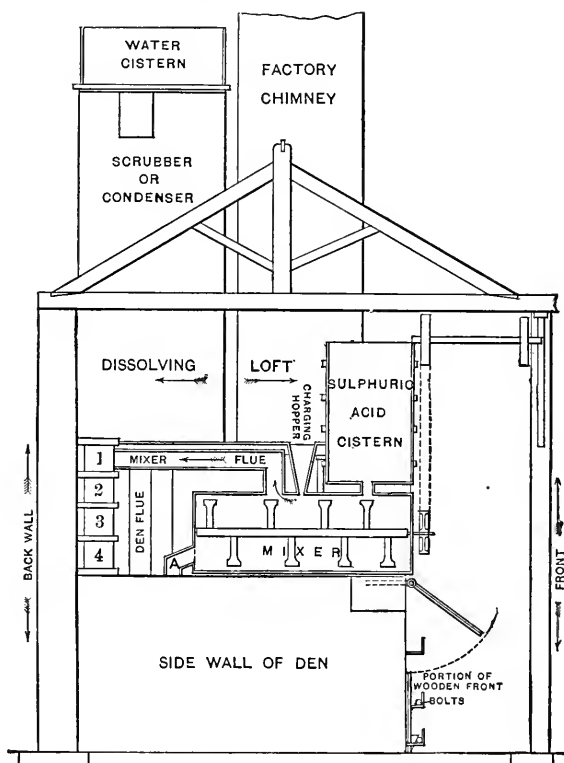 WATER
CISTERN
FACTORY
CHIMNEY
SCRUBBER
OR
CONDENSER
DISSOLVING LOFT
CHARGING
HOPPER
SULPHURIC
ACID
CISTERN
1
MIXER FLUE
2
3
4
DEN FLUE
A
MIXER
BACK WALL
FRONT
SIDE WALL OF DEN
PORTION OF
WOODEN FRONT
BOLTS